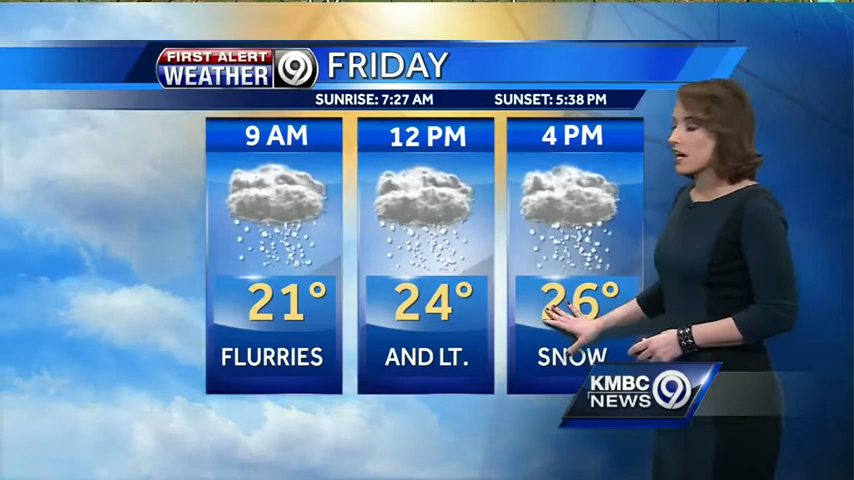 FIRST ALERT
WEATHER 9
FRIDAY
SUNRISE: 7:27 AM
SUNSET: 5:38 PM
9 AM
12 PM
4 PM
21°
24°
26°
FLURRIES
AND LT.
SNOW
KMBC
NEWS 9